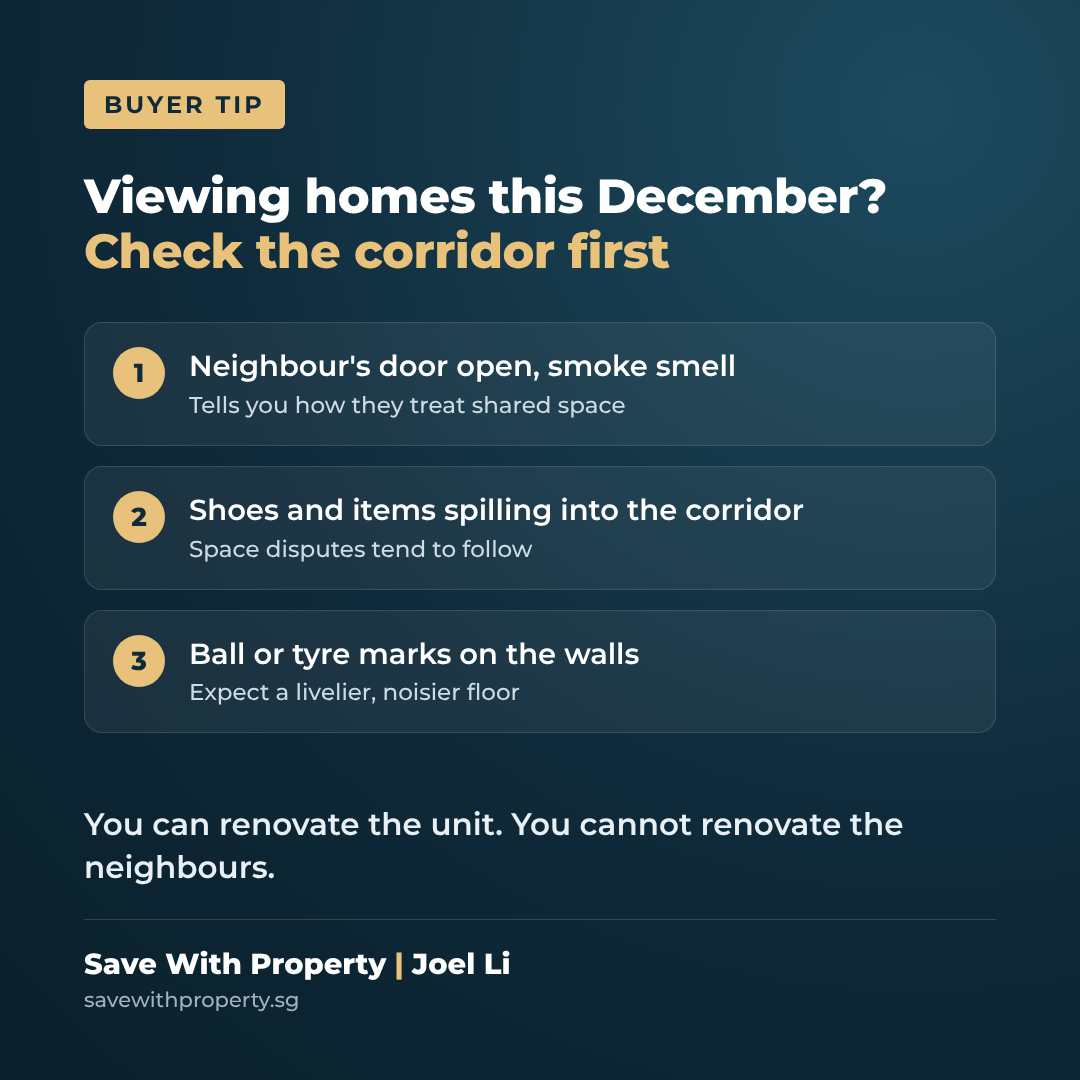 BUYER TIP
Viewing homes this December?
Check the corridor first
1
Neighbour's door open, smoke smell
Tells you how they treat shared space
2
Shoes and items spilling into the corridor
Space disputes tend to follow
3
Ball or tyre marks on the walls
Expect a livelier, noisier floor
You can renovate the unit. You cannot renovate the
neighbours.
Save With Property | Joel Li
savewithproperty.sg